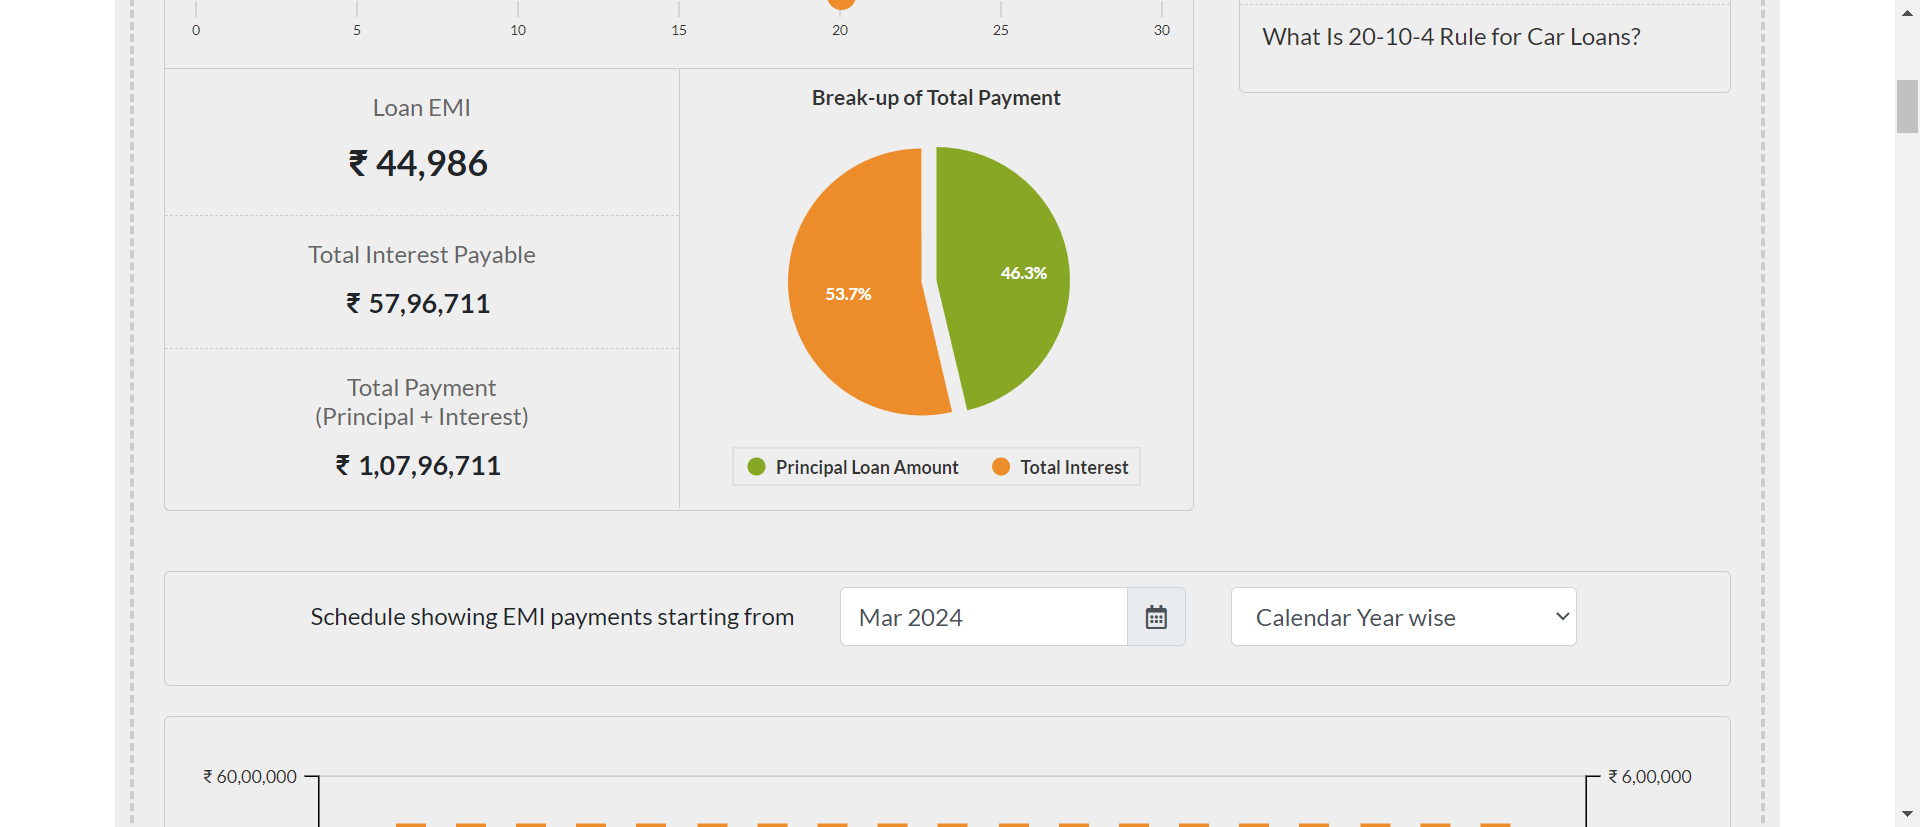 0 5 10 15 20 25 30
What Is 20-10-4 Rule for Car Loans?
Loan EMI
₹ 44,986
Total Interest Payable
₹ 57,96,711
Total Payment
(Principal + Interest)
₹ 1,07,96,711
Break-up of Total Payment
53.7%
46.3%
Principal Loan Amount Total Interest
Schedule showing EMI payments starting from Mar 2024 Calendar Year wise
₹ 60,00,000 ₹ 6,00,000